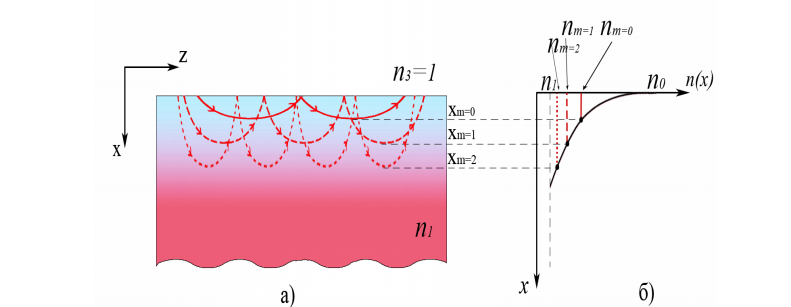 z
x
n₃=1
xm=0
xm=1
xm=2
n₁
а)
nm=1
nm=0
nm=2
n₁
n₀
n(x)
x
б)